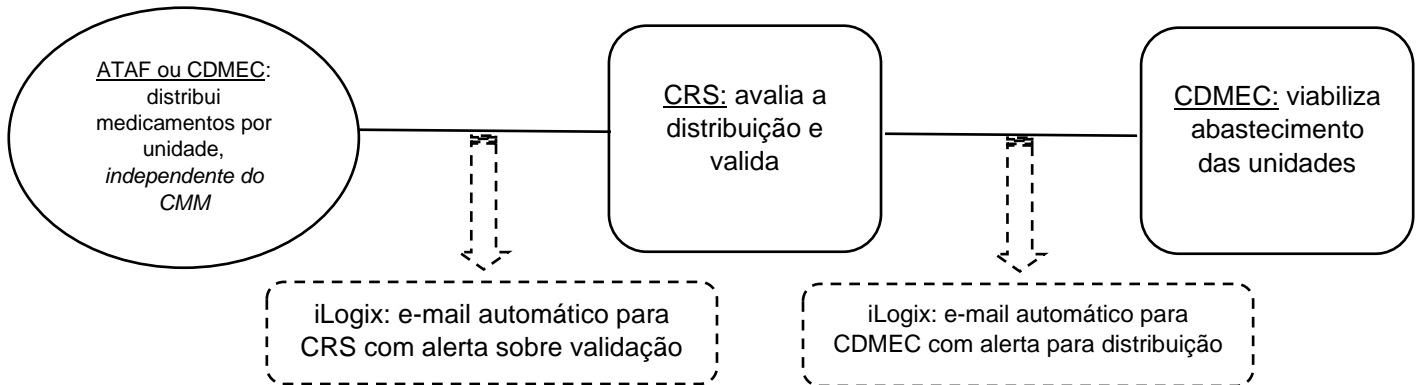 ATAF ou CDMEC:
distribui
medicamentos por
unidade,
independente do
CMM
CRS: avalia a
distribuição e
valida
CDMEC: viabiliza
abastecimento
das unidades
iLogix: e-mail automático para
CRS com alerta sobre validação
iLogix: e-mail automático para
CDMEC com alerta para distribuição